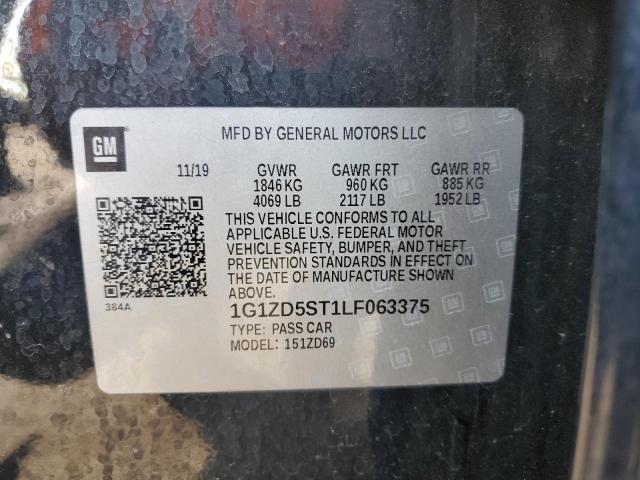 GM
MFD BY GENERAL MOTORS LLC
11/19 GVWR GAWR FRT GAWR RR
1846 KG 960 KG 885 KG
4069 LB 2117 LB 1952 LB
THIS VEHICLE CONFORMS TO ALL
APPLICABLE U.S. FEDERAL MOTOR
VEHICLE SAFETY, BUMPER, AND THEFT
PREVENTION STANDARDS IN EFFECT ON
THE DATE OF MANUFACTURE SHOWN
ABOVE.
384A
1G1ZD5ST1LF063375
TYPE: PASS CAR
MODEL: 151ZD69